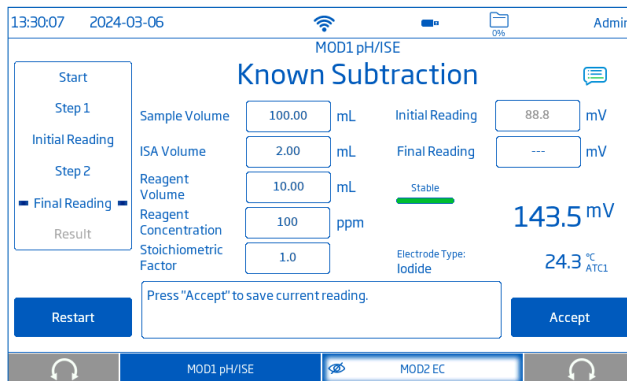 13:30:07 2024-03-06
0%
Admin
MOD1 pH/ISE
Known Subtraction
Start
Step 1
Initial Reading
Step 2
Final Reading
Result
Sample Volume 100.00 mL
Initial Reading 88.8 mV
ISA Volume 2.00 mL
Final Reading --- mV
Reagent
Volume 10.00 mL
Stable
Reagent
Concentration 100 ppm
143.5 mV
Stoichiometric
Factor 1.0
Electrode Type:
Iodide
24.3 °C
ATC1
Restart
Press "Accept" to save current reading.
Accept
MOD1 pH/ISE
MOD2 EC